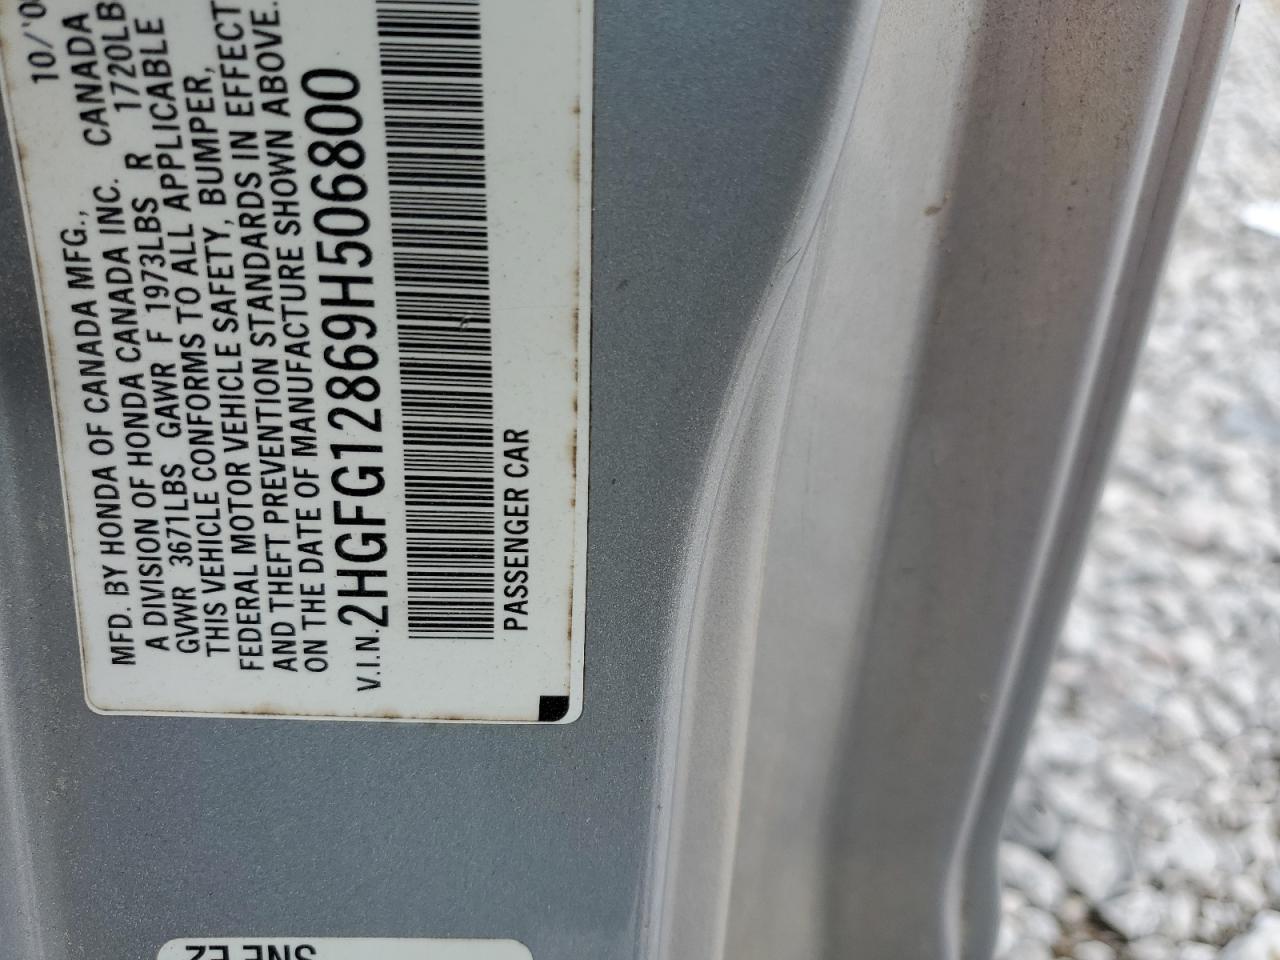 MFD. BY HONDA OF CANADA MFG., CANADA 10/'0
A DIVISION OF HONDA CANADA INC.
GVWR 3671LBS GAWR F 1973LBS R 1720LB
THIS VEHICLE CONFORMS TO ALL APPLICABLE
FEDERAL MOTOR VEHICLE SAFETY, BUMPER,
AND THEFT PREVENTION STANDARDS IN EFFECT
ON THE DATE OF MANUFACTURE SHOWN ABOVE.
V.I.N. 2HGFG12869H506800
PASSENGER CAR